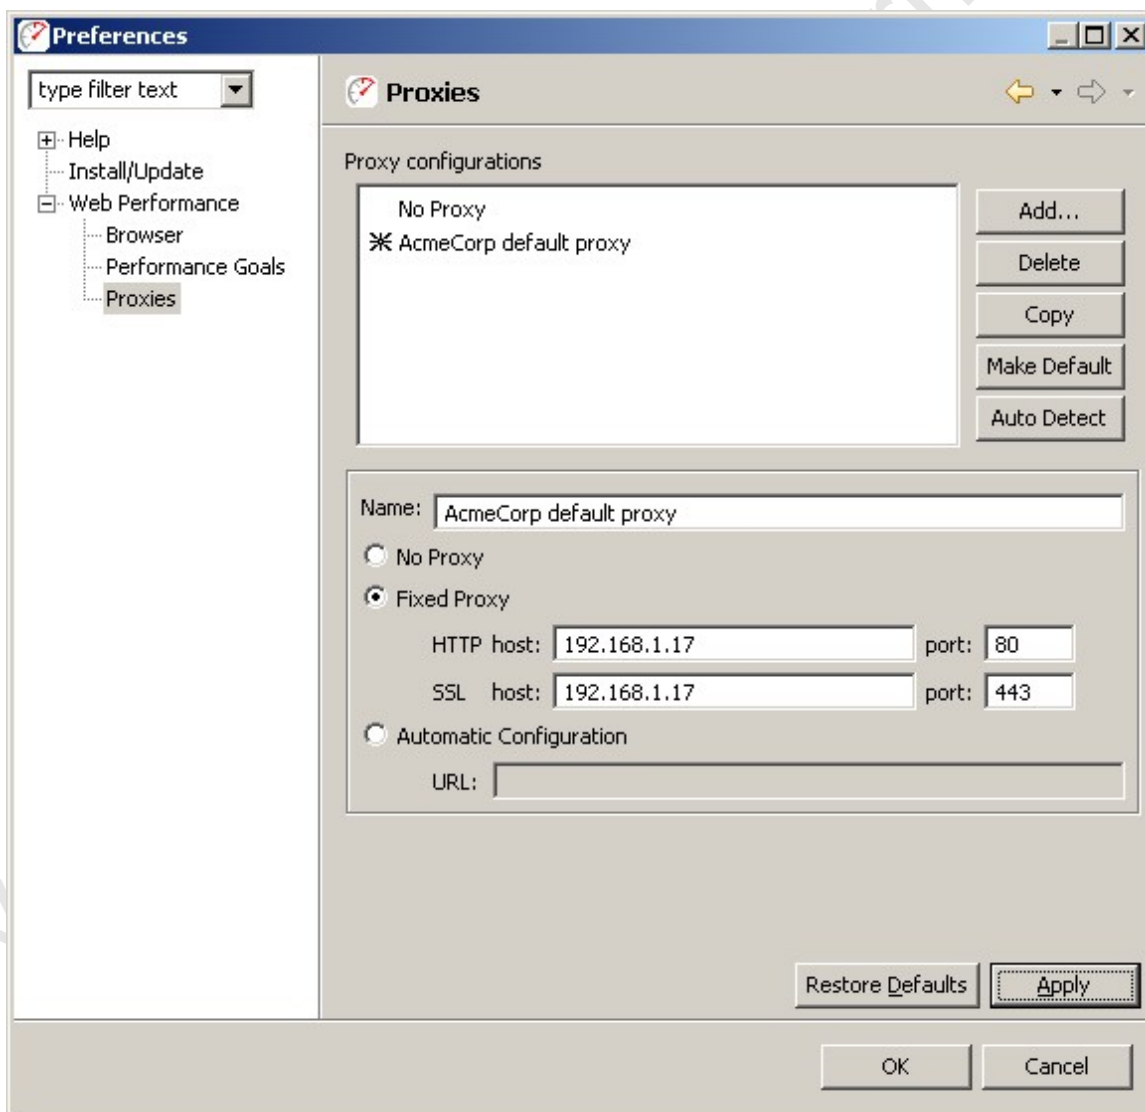 Preferences
type filter text
Help
Install/Update
Web Performance
Browser
Performance Goals
Proxies
Proxies
Proxy configurations
No Proxy
AcmeCorp default proxy
Add...
Delete
Copy
Make Default
Auto Detect
Name: AcmeCorp default proxy
No Proxy
Fixed Proxy
HTTP host: 192.168.1.17 port: 80
SSL host: 192.168.1.17 port: 443
Automatic Configuration
URL:
Restore Defaults Apply
OK Cancel